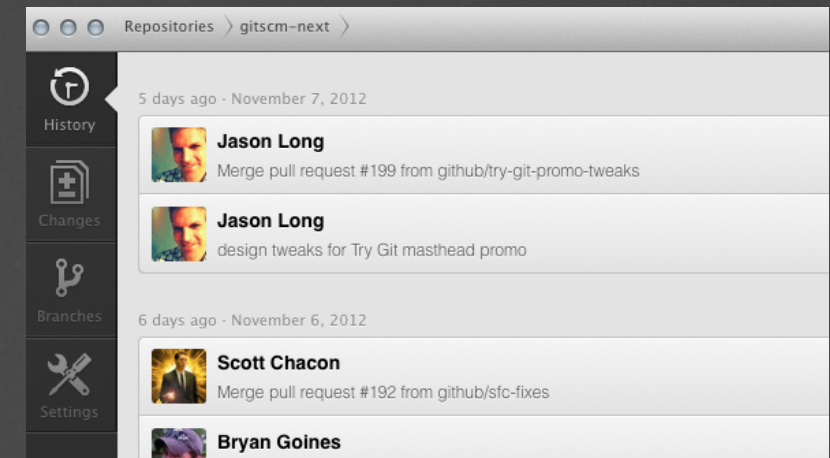 Repositories gitscm-next
History
Changes
Branches
Settings
5 days ago · November 7, 2012
Jason Long
Merge pull request #199 from github/try-git-promo-tweaks
Jason Long
design tweaks for Try Git masthead promo
6 days ago · November 6, 2012
Scott Chacon
Merge pull request #192 from github/sfc-fixes
Bryan Goines